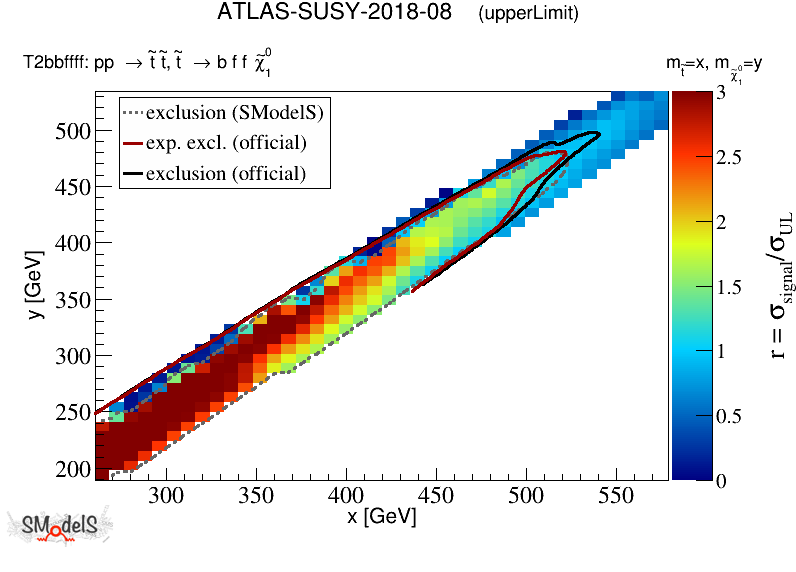 ATLAS-SUSY-2018-08 (upperLimit)
T2bbffff: pp → t̃ t̃, t̃ → b f f χ̃₁⁰
m_t̃=x, m_χ̃₁⁰=y
exclusion (SModelS)
exp. excl. (official)
exclusion (official)
500
450
400
350
300
250
200
y [GeV]
300 350 400 450 500 550
x [GeV]
3
2.5
2
1.5
1
0.5
0
r = σ_signal/σ_UL
SModelS